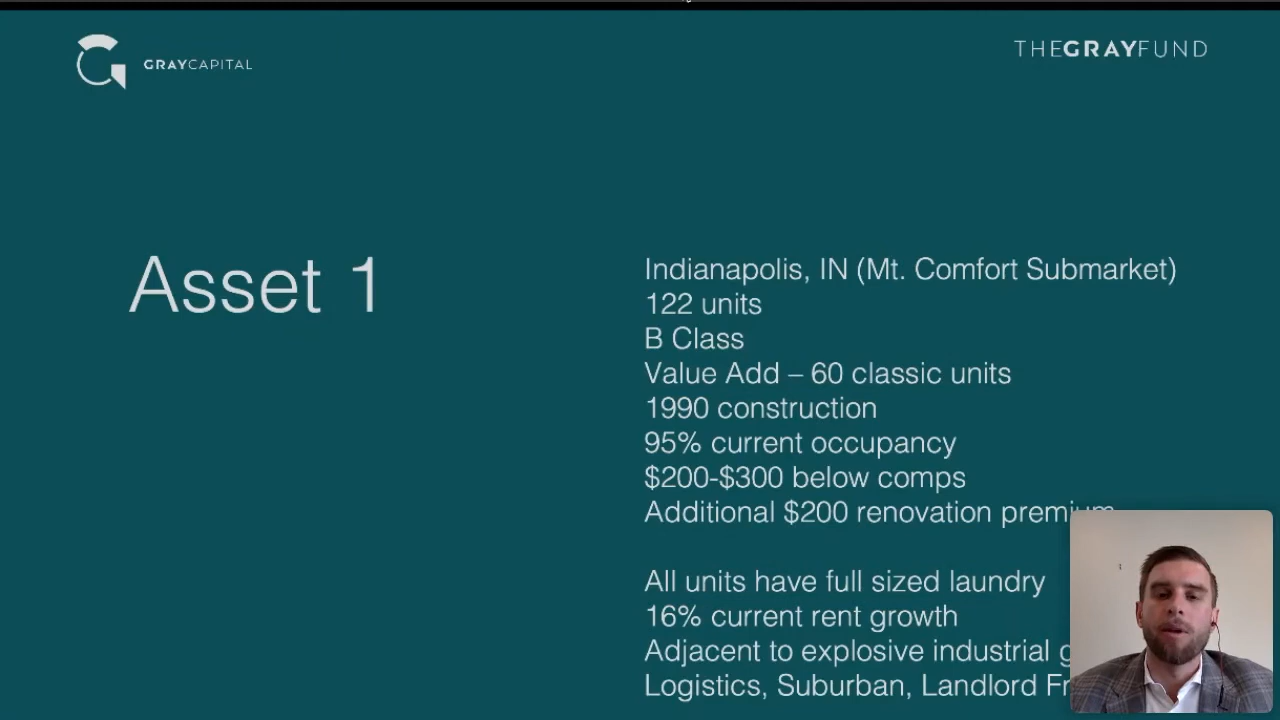 GRAYCAPITAL
THEGRAYFUND
Asset 1
Indianapolis, IN (Mt. Comfort Submarket)
122 units
B Class
Value Add – 60 classic units
1990 construction
95% current occupancy
$200-$300 below comps
Additional $200 renovation premium
All units have full sized laundry
16% current rent growth
Adjacent to explosive industrial
Logistics, Suburban, Landlord